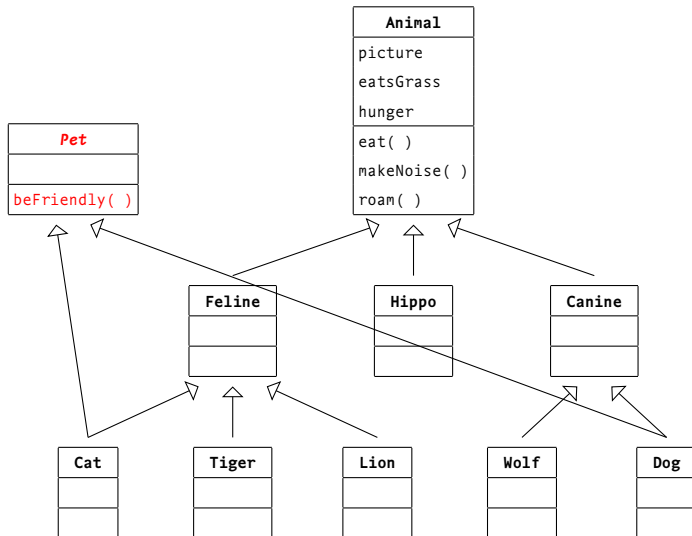 Animal
picture
eatsGrass
hunger
eat( )
makeNoise( )
roam( )
Pet
beFriendly( )
Feline
Hippo
Canine
Cat
Tiger
Lion
Wolf
Dog